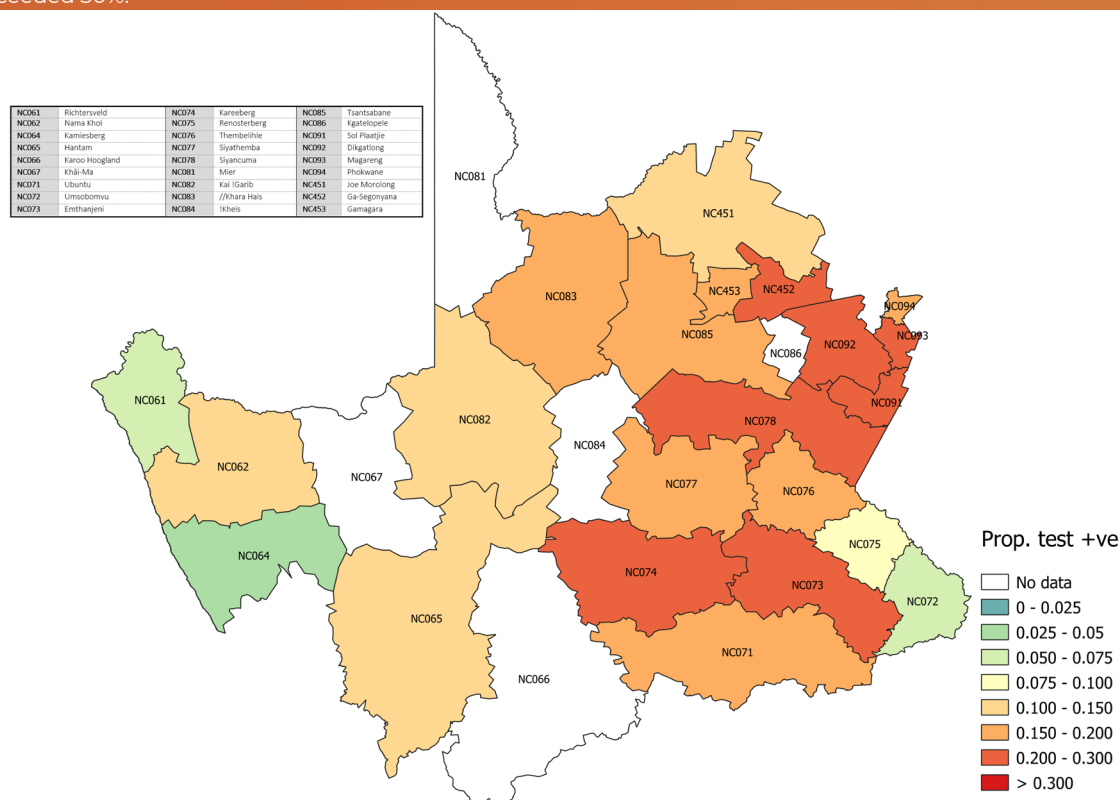 NC061 Richtersveld NC074 Kareeberg NC085 Tsantsabane
NC062 Nama Khoi NC075 Renosterberg NC086 Kgatelopele
NC064 Kamiesberg NC076 Thembelihle NC091 Sol Plaatjie
NC065 Hantam NC077 Siyathemba NC092 Dikgatlong
NC066 Karoo Hoogland NC078 Siyancuma NC093 Magareng
NC067 Khâi-Ma NC081 Mier NC094 Phokwane
NC071 Ubuntu NC082 Kai !Garib NC451 Joe Morolong
NC072 Umsobomvu NC083 //Khara Hais NC452 Ga-Segonyana
NC073 Emthanjeni NC084 !Kheis NC453 Gamagara
NC081
NC451
NC083
NC453
NC452
NC094
NC085
NC093
NC092
NC086
NC061
NC091
NC082
NC078
NC084
NC062
NC067
NC077
NC076
NC064
NC075
NC074
NC073
NC072
NC065
NC071
NC066
Prop. test +ve
No data
0 - 0.025
0.025 - 0.05
0.050 - 0.075
0.075 - 0.100
0.100 - 0.150
0.150 - 0.200
0.200 - 0.300
> 0.300